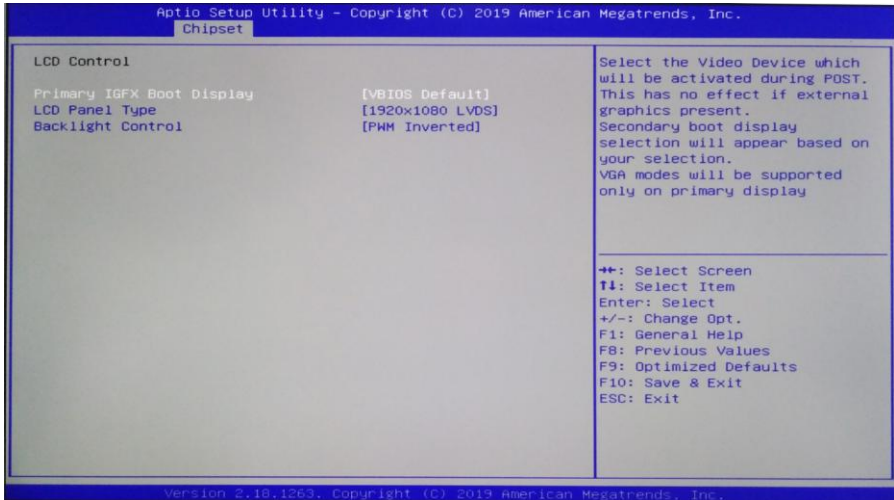 Aptio Setup Utility – Copyright (C) 2019 American Megatrends, Inc.
Chipset
LCD Control
Primary IGFX Boot Display [VBIOS Default]
LCD Panel Type [1920x1080 LVDS]
Backlight Control [PWM Inverted]
Select the Video Device which
will be activated during POST.
This has no effect if external
graphics present.
Secondary boot display
selection will appear based on
your selection.
VGA modes will be supported
only on primary display
→←: Select Screen
↑↓: Select Item
Enter: Select
+/-: Change Opt.
F1: General Help
F8: Previous Values
F9: Optimized Defaults
F10: Save & Exit
ESC: Exit
Version 2.18.1263. Copyright (C) 2019 American Megatrends, Inc.